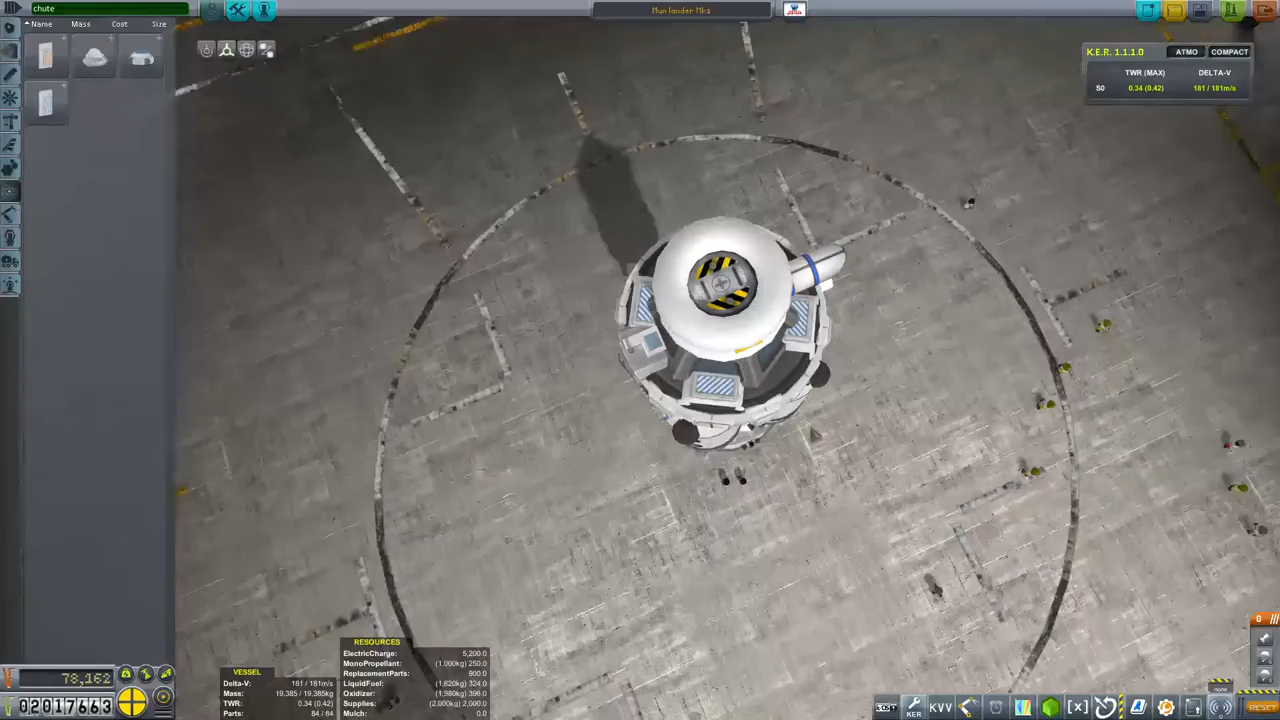 chute
Mun lander Mk5
Name Mass Cost Size
K.E.R. 1.1.1.0 ATMO COMPACT
TWR (MAX) DELTA-V
S0 0.34 (0.42) 181 / 181m/s
RESOURCES
ElectricCharge: 5,200.0
MonoPropellant: (1,000kg) 250.0
ReplacementParts: 900.0
LiquidFuel: (1,620kg) 324.0
Oxidizer: (1,980kg) 396.0
Supplies: (2,000kg) 2,000.0
Mulch: 0.0
VESSEL
Delta-V: 181 / 181m/s
Mass: 19,385 / 19,385kg
TWR: 0.34 (0.42)
Parts: 84 / 84
78,162
02017663
0
none
KER
KVV
[x]
RESET